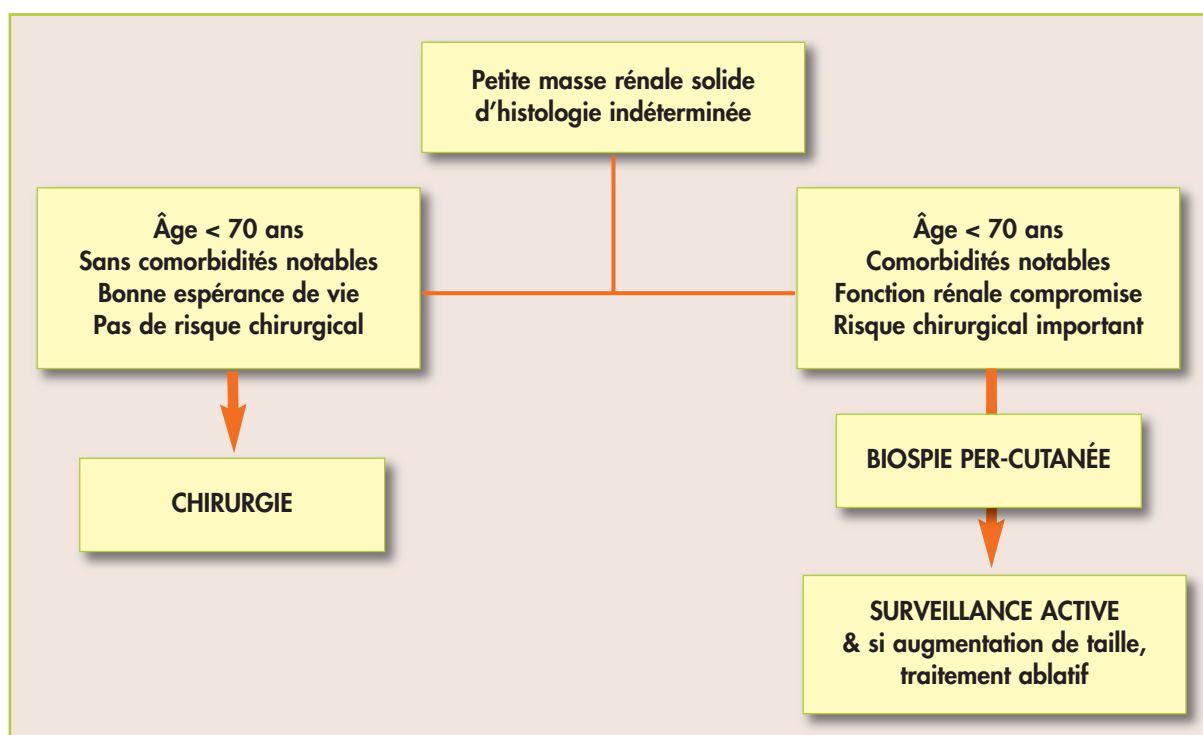 Petite masse rénale solide
d’histologie indéterminée
Âge < 70 ans
Sans comorbidités notables
Bonne espérance de vie
Pas de risque chirurgical
Âge < 70 ans
Comorbidités notables
Fonction rénale compromise
Risque chirurgical important
CHIRURGIE
BIOSPIE PER-CUTANÉE
SURVEILLANCE ACTIVE
& si augmentation de taille,
traitement ablatif